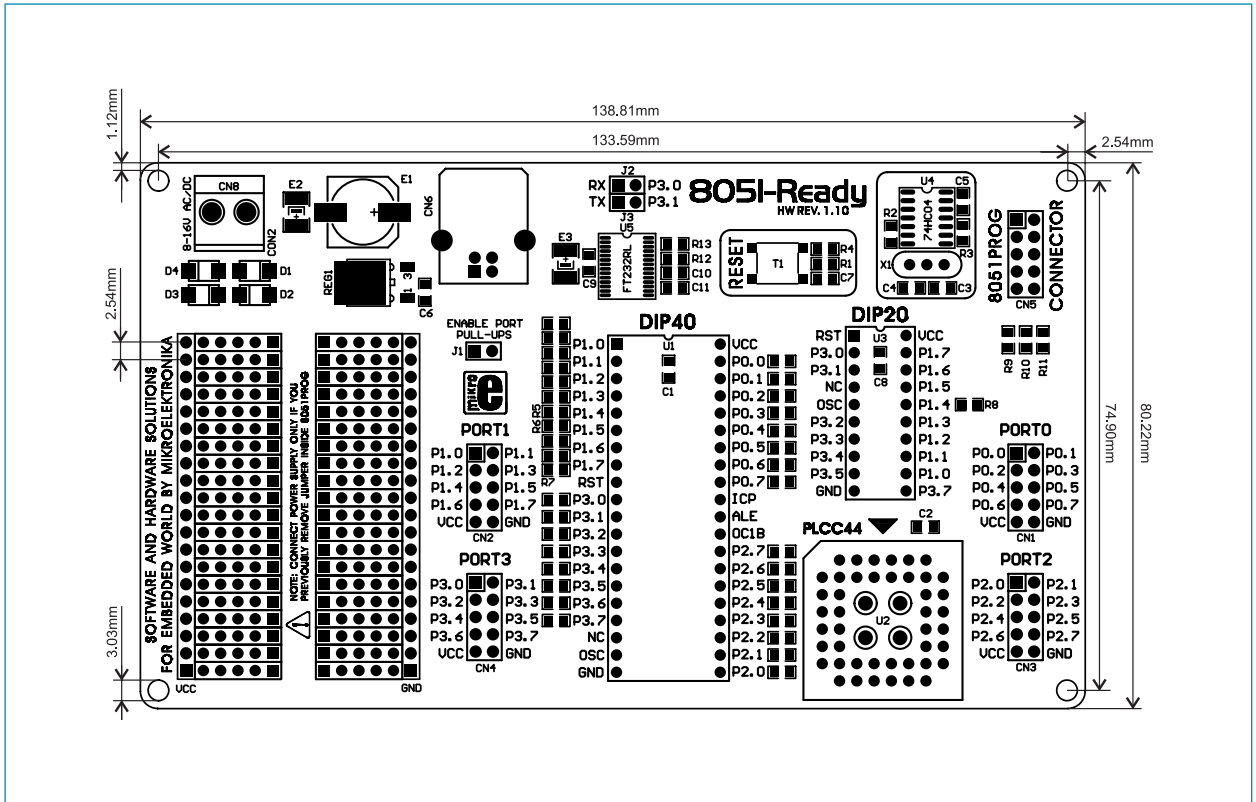 138.81mm
133.59mm
2.54mm
1.12mm
2.54mm
3.03mm
74.90mm
80.22mm
8-16V AC/DC
CN8
CON2
E2
E1
CN6
D4
D1
D3
D2
REG1
3
1
C6
J2
RX P3.0
TX P3.1
J3
U5
FT232RL
E3
C9
R13
R12
C10
C11
8051-Ready
HW REV. 1.10
RESET
T1
R4
R1
C7
U4
74HC04
C5
R2
R3
X1
C4
C3
8051PROG
CONNECTOR
CN5
R9
R10
R11
SOFTWARE AND HARDWARE SOLUTIONS
FOR EMBEDDED WORLD BY MIKROELEKTRONIKA
NOTE: CONNECT POWER SUPPLY ONLY IF YOU
PREVIOUSLY REMOVE JUMPER INSIDE 8051PROG
VCC
GND
ENABLE PORT
PULL-UPS
J1
mikro
e
PORT1
P1.0 P1.1
P1.2 P1.3
P1.4 P1.5
P1.6 P1.7
VCC GND
CN2
PORT3
P3.0 P3.1
P3.2 P3.3
P3.4 P3.5
P3.6 P3.7
VCC GND
CN4
R5
R6
R7
DIP40
U1
C1
P1.0 VCC
P1.1 P0.0
P1.2 P0.1
P1.3 P0.2
P1.4 P0.3
P1.5 P0.4
P1.6 P0.5
P1.7 P0.6
RST P0.7
P3.0 ICP
P3.1 ALE
P3.2 OC1B
P3.3 P2.7
P3.4 P2.6
P3.5 P2.5
P3.6 P2.4
P3.7 P2.3
NC P2.2
OSC P2.1
GND P2.0
DIP20
U3
C8
RST VCC
P3.0 P1.7
P3.1 P1.6
NC P1.5
OSC P1.4
P3.2 P1.3
P3.3 P1.2
P3.4 P1.1
P3.5 P1.0
GND P3.7
R8
PLCC44
C2
U2
PORT0
P0.0 P0.1
P0.2 P0.3
P0.4 P0.5
P0.6 P0.7
VCC GND
CN1
PORT2
P2.0 P2.1
P2.2 P2.3
P2.4 P2.5
P2.6 P2.7
VCC GND
CN3